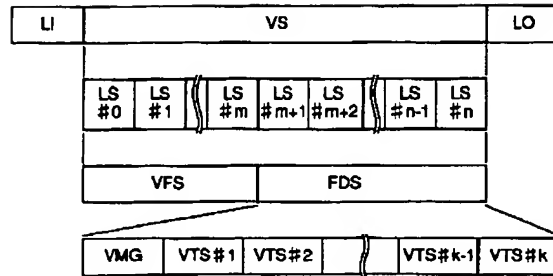 LI VS LO
LS #0 LS #1 LS #m LS #m+1 LS #m+2 LS #n-1 LS #n
VFS FDS
VMG VTS#1 VTS#2 VTS#k-1 VTS#k